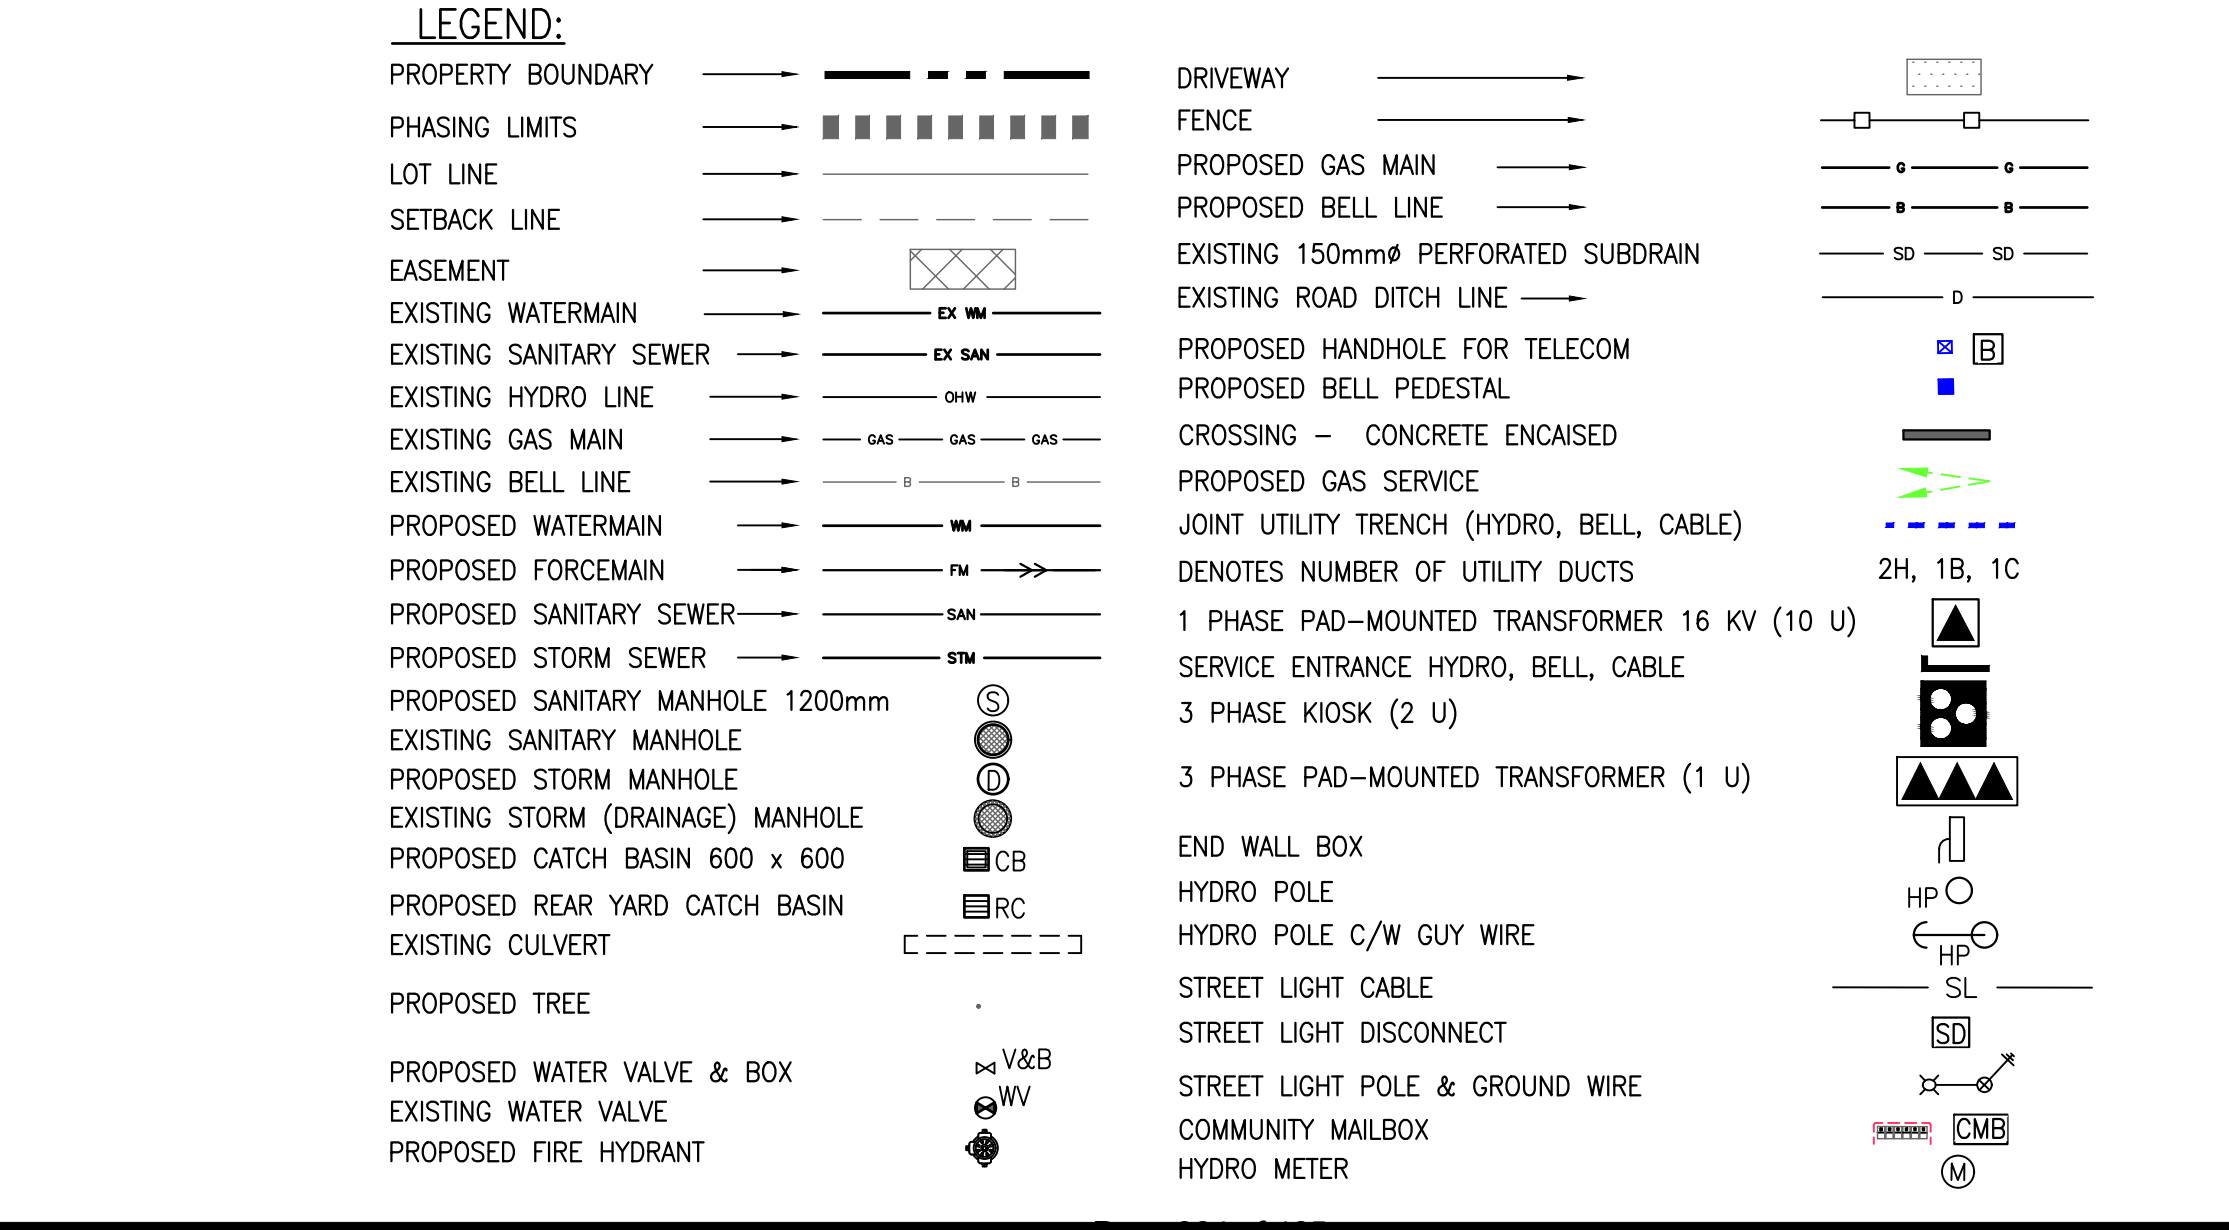 LEGEND:
PROPERTY BOUNDARY
PHASING LIMITS
LOT LINE
SETBACK LINE
EASEMENT
EXISTING WATERMAIN EX WM
EXISTING SANITARY SEWER EX SAN
EXISTING HYDRO LINE OHW
EXISTING GAS MAIN GAS GAS GAS
EXISTING BELL LINE B B
PROPOSED WATERMAIN WM
PROPOSED FORCEMAIN FM
PROPOSED SANITARY SEWER SAN
PROPOSED STORM SEWER STM
PROPOSED SANITARY MANHOLE 1200mm S
EXISTING SANITARY MANHOLE
PROPOSED STORM MANHOLE D
EXISTING STORM (DRAINAGE) MANHOLE
PROPOSED CATCH BASIN 600 x 600 CB
PROPOSED REAR YARD CATCH BASIN RC
EXISTING CULVERT
PROPOSED TREE
PROPOSED WATER VALVE & BOX V&B
EXISTING WATER VALVE WV
PROPOSED FIRE HYDRANT
DRIVEWAY
FENCE
PROPOSED GAS MAIN G G
PROPOSED BELL LINE B B
EXISTING 150mmø PERFORATED SUBDRAIN SD SD
EXISTING ROAD DITCH LINE D
PROPOSED HANDHOLE FOR TELECOM B
PROPOSED BELL PEDESTAL
CROSSING – CONCRETE ENCAISED
PROPOSED GAS SERVICE
JOINT UTILITY TRENCH (HYDRO, BELL, CABLE)
DENOTES NUMBER OF UTILITY DUCTS 2H, 1B, 1C
1 PHASE PAD–MOUNTED TRANSFORMER 16 KV (10 U)
SERVICE ENTRANCE HYDRO, BELL, CABLE
3 PHASE KIOSK (2 U)
3 PHASE PAD–MOUNTED TRANSFORMER (1 U)
END WALL BOX
HYDRO POLE HP
HYDRO POLE C/W GUY WIRE HP
STREET LIGHT CABLE SL
STREET LIGHT DISCONNECT SD
STREET LIGHT POLE & GROUND WIRE
COMMUNITY MAILBOX CMB
HYDRO METER M